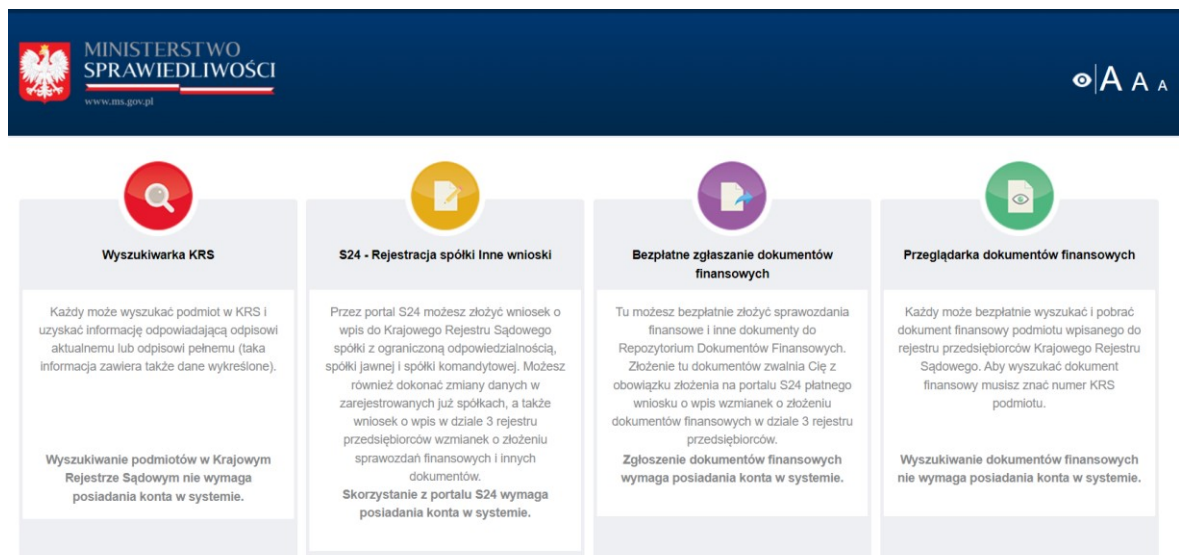 MINISTERSTWO
SPRAWIEDLIWOŚCI
www.ms.gov.pl
A A A
Wyszukiwarka KRS
Każdy może wyszukać podmiot w KRS i
uzyskać informację odpowiadającą odpisowi
aktualnemu lub odpisowi pełnemu (taka
informacja zawiera także dane wykreślone).
Wyszukiwanie podmiotów w Krajowym
Rejestrze Sądowym nie wymaga
posiadania konta w systemie.
S24 - Rejestracja spółki Inne wnioski
Przez portal S24 możesz złożyć wniosek o
wpis do Krajowego Rejestru Sądowego
spółki z ograniczoną odpowiedzialnością,
spółki jawnej i spółki komandytowej. Możesz
również dokonać zmiany danych w
zarejestrowanych już spółkach, a także
wniosek o wpis w dziale 3 rejestru
przedsiębiorców wzmianek o złożeniu
sprawozdań finansowych i innych
dokumentów.
Skorzystanie z portalu S24 wymaga
posiadania konta w systemie.
Bezpłatne zgłaszanie dokumentów
finansowych
Tu możesz bezpłatnie złożyć sprawozdania
finansowe i inne dokumenty do
Repozytorium Dokumentów Finansowych.
Złożenie tu dokumentów zwalnia Cię z
obowiązku złożenia na portalu S24 płatnego
wniosku o wpis wzmianek o złożeniu
dokumentów finansowych w dziale 3 rejestru
przedsiębiorców.
Zgłoszenie dokumentów finansowych
wymaga posiadania konta w systemie.
Przeglądarka dokumentów finansowych
Każdy może bezpłatnie wyszukać i pobrać
dokument finansowy podmiotu wpisanego do
rejestru przedsiębiorców Krajowego Rejestru
Sądowego. Aby wyszukać dokument
finansowy musisz znać numer KRS
podmiotu.
Wyszukiwanie dokumentów finansowych
nie wymaga posiadania konta w systemie.